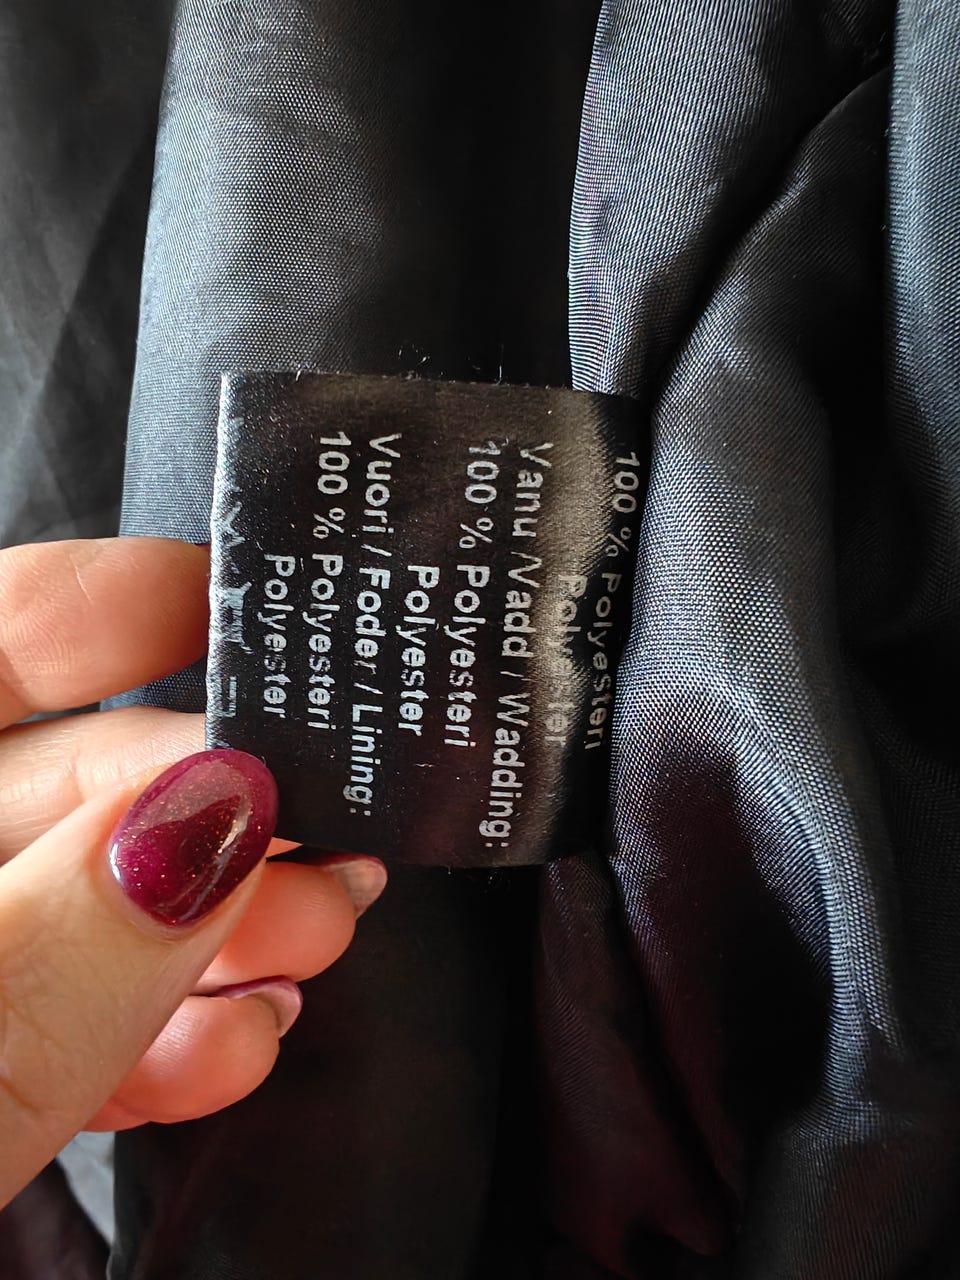 100 % Polyesteri
Polyester
Vanu / Vadd / Wadding:
100 % Polyesteri
Polyester
Vuori / Foder / Lining:
100 % Polyesteri
Polyester